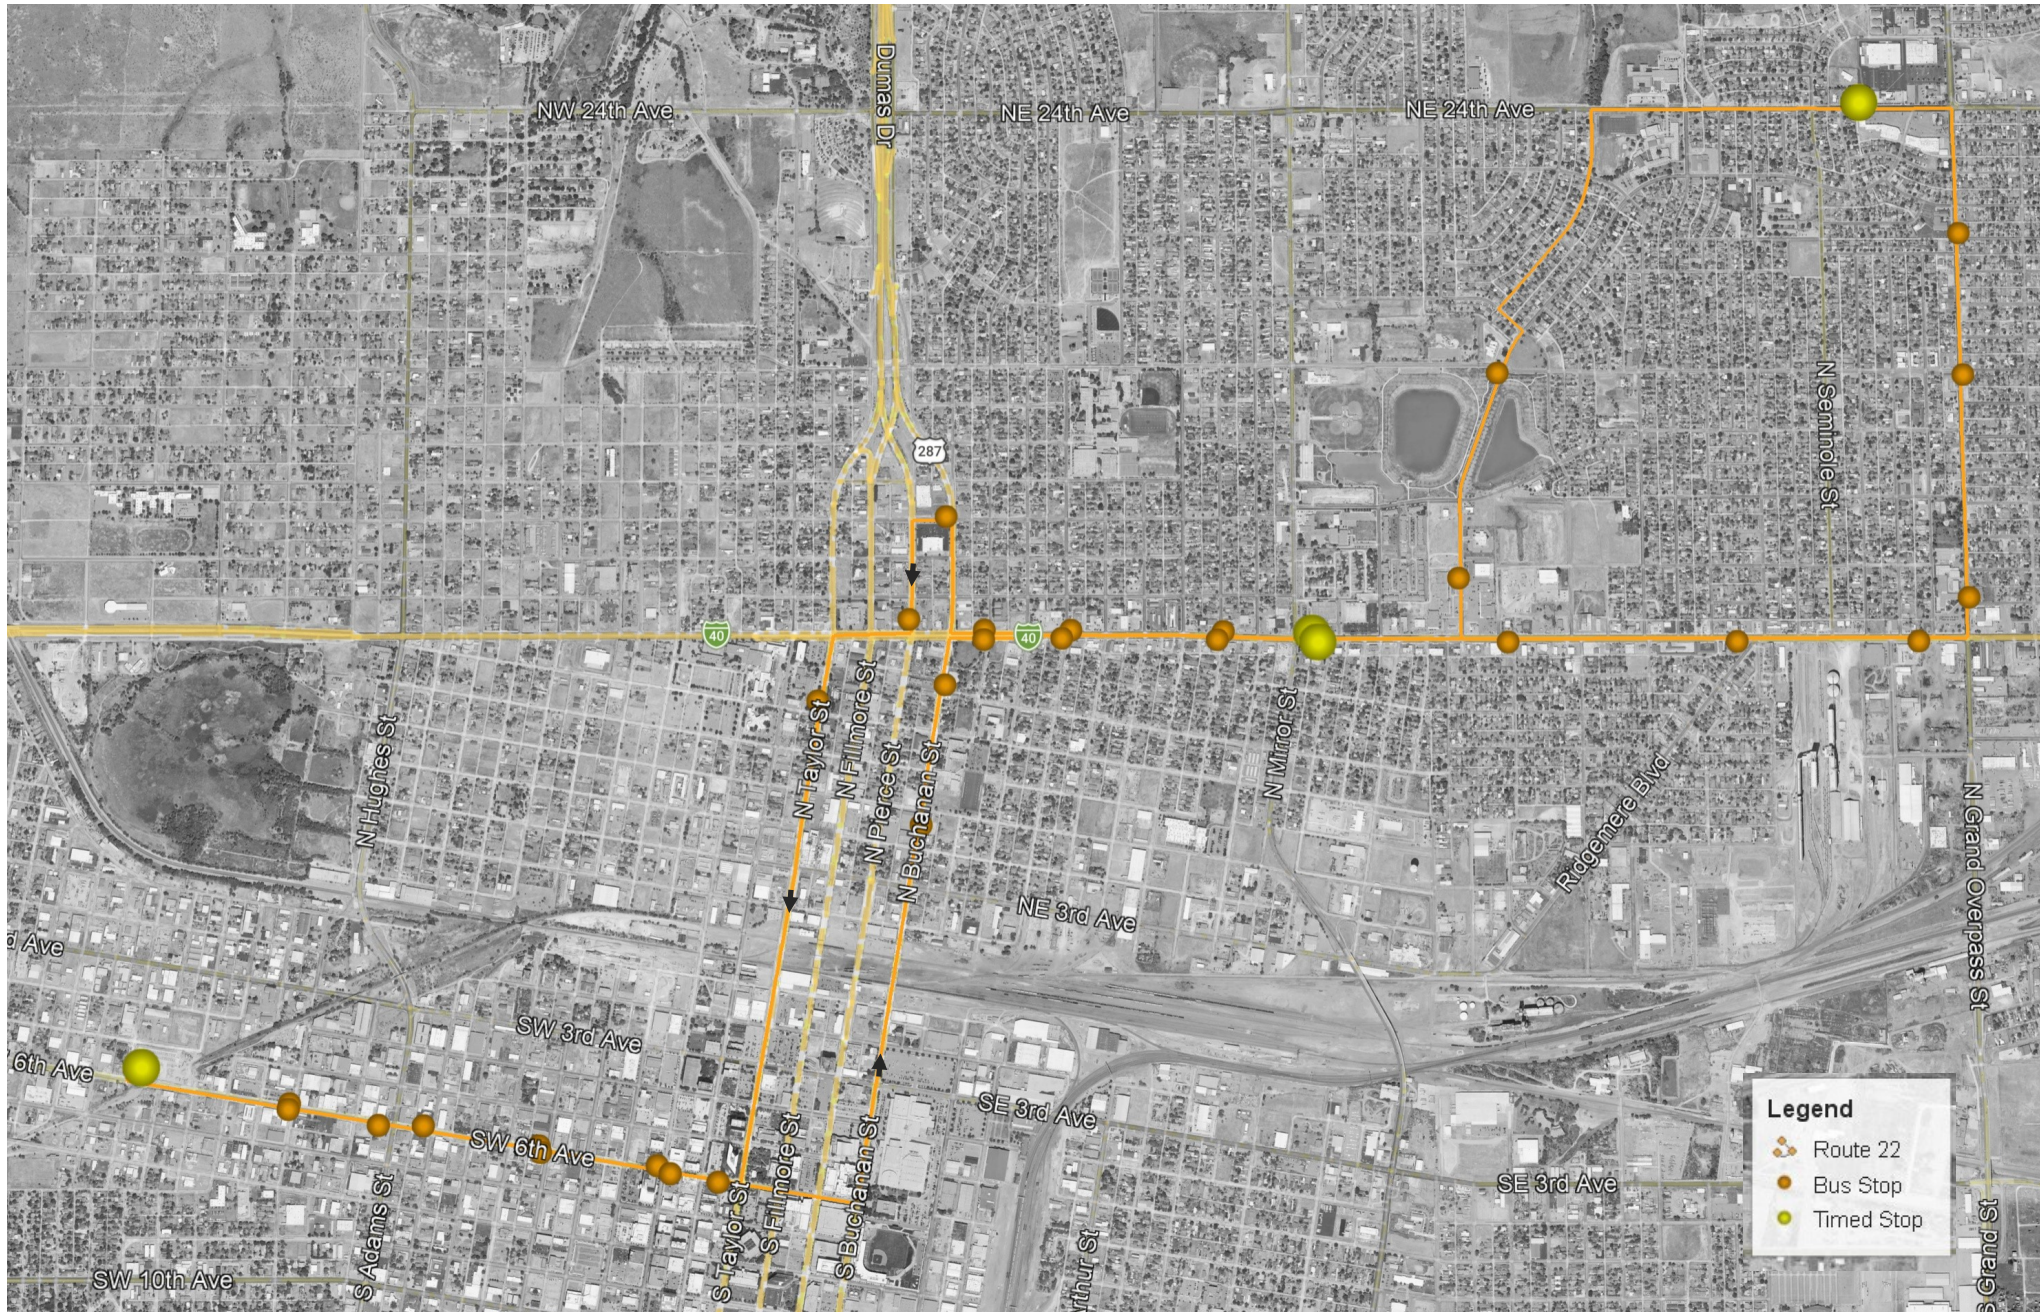 NW 24th Ave
Dumas Dr
NE 24th Ave
NE 24th Ave
N Seminole St
287
40
40
N Hughes St
N Taylor St
N Fillmore St
N Pierce St
N Buchanan St
N Mirror St
Ridgemere Blvd
N Grand Overpass St
NE 3rd Ave
d Ave
SW 3rd Ave
6th Ave
SW 6th Ave
SE 3rd Ave
SE 3rd Ave
S Adams St
S Taylor St
S Fillmore St
S Buchanan St
rthur St
S Grand St
SW 10th Ave
Legend
Route 22
Bus Stop
Timed Stop